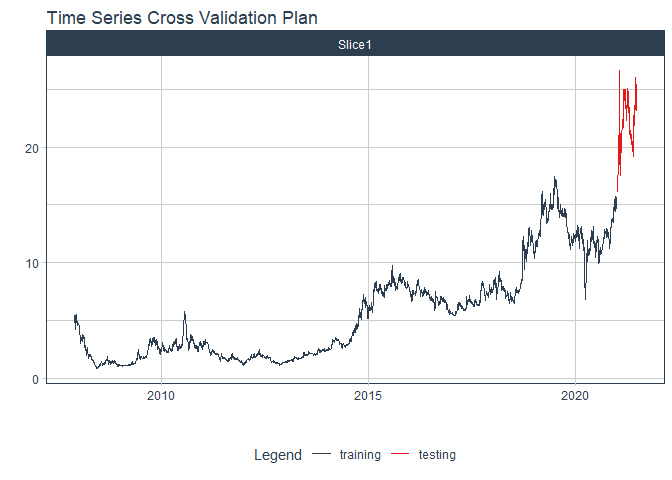 Time Series Cross Validation Plan
Slice1
20
10
0
2010 2015 2020
Legend training testing